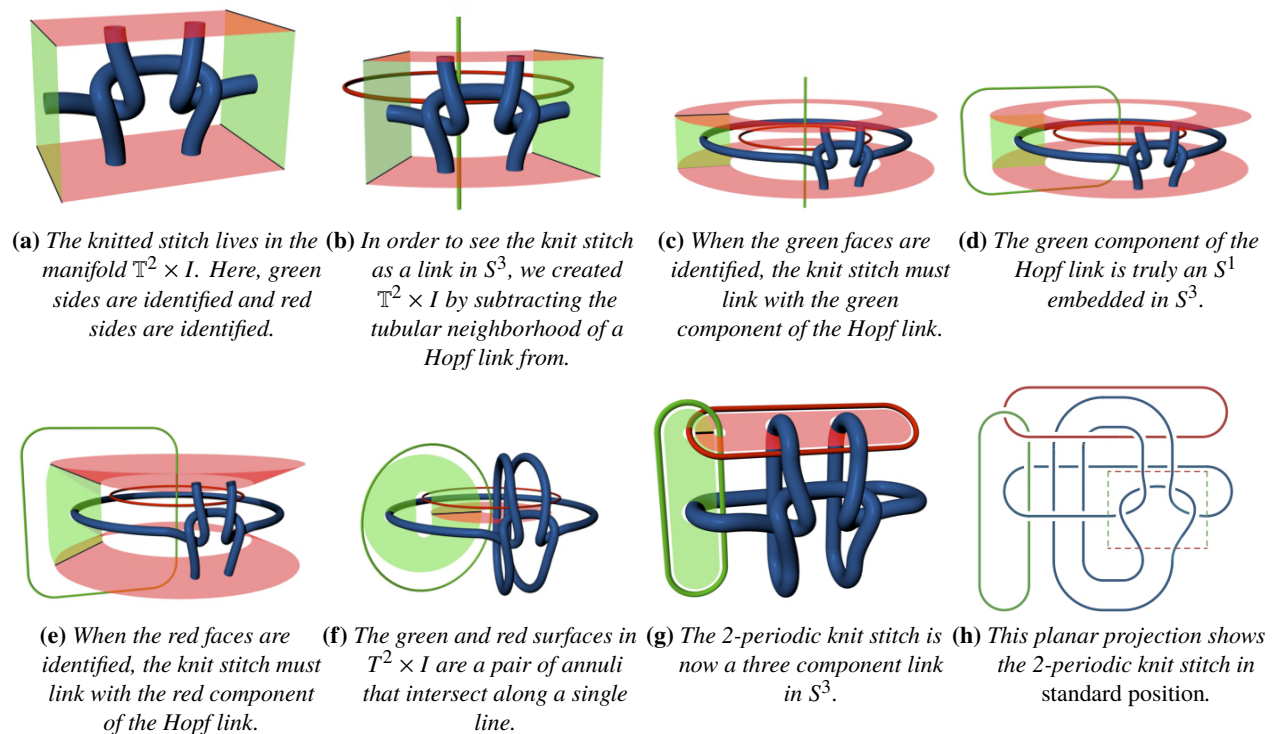 (a) The knitted stitch lives in the
manifold 𝕋² × I. Here, green
sides are identified and red
sides are identified.
(b) In order to see the knit stitch
as a link in S³, we created
𝕋² × I by subtracting the
tubular neighborhood of a
Hopf link from.
(c) When the green faces are
identified, the knit stitch must
link with the green
component of the Hopf link.
(d) The green component of the
Hopf link is truly an S¹
embedded in S³.
(e) When the red faces are
identified, the knit stitch must
link with the red component
of the Hopf link.
(f) The green and red surfaces in
T² × I are a pair of annuli
that intersect along a single
line.
(g) The 2-periodic knit stitch is
now a three component link
in S³.
(h) This planar projection shows
the 2-periodic knit stitch in
standard position.